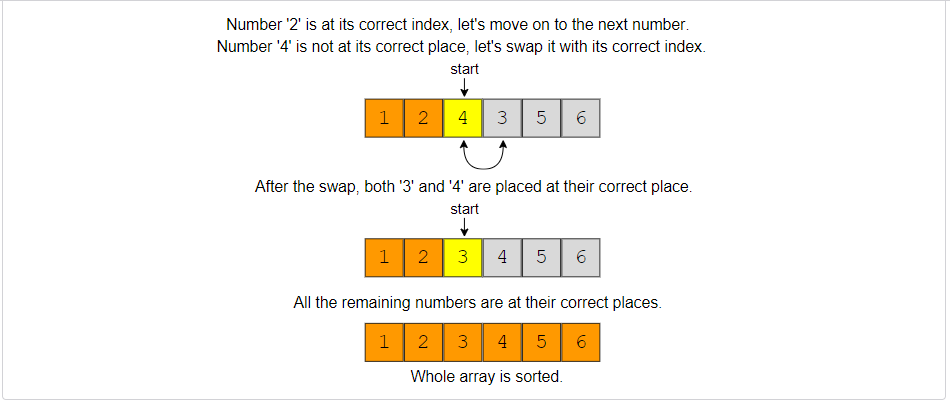 Number '2' is at its correct index, let's move on to the next number.
Number '4' is not at its correct place, let's swap it with its correct index.
start
1 2 4 3 5 6
After the swap, both '3' and '4' are placed at their correct place.
start
1 2 3 4 5 6
All the remaining numbers are at their correct places.
1 2 3 4 5 6
Whole array is sorted.